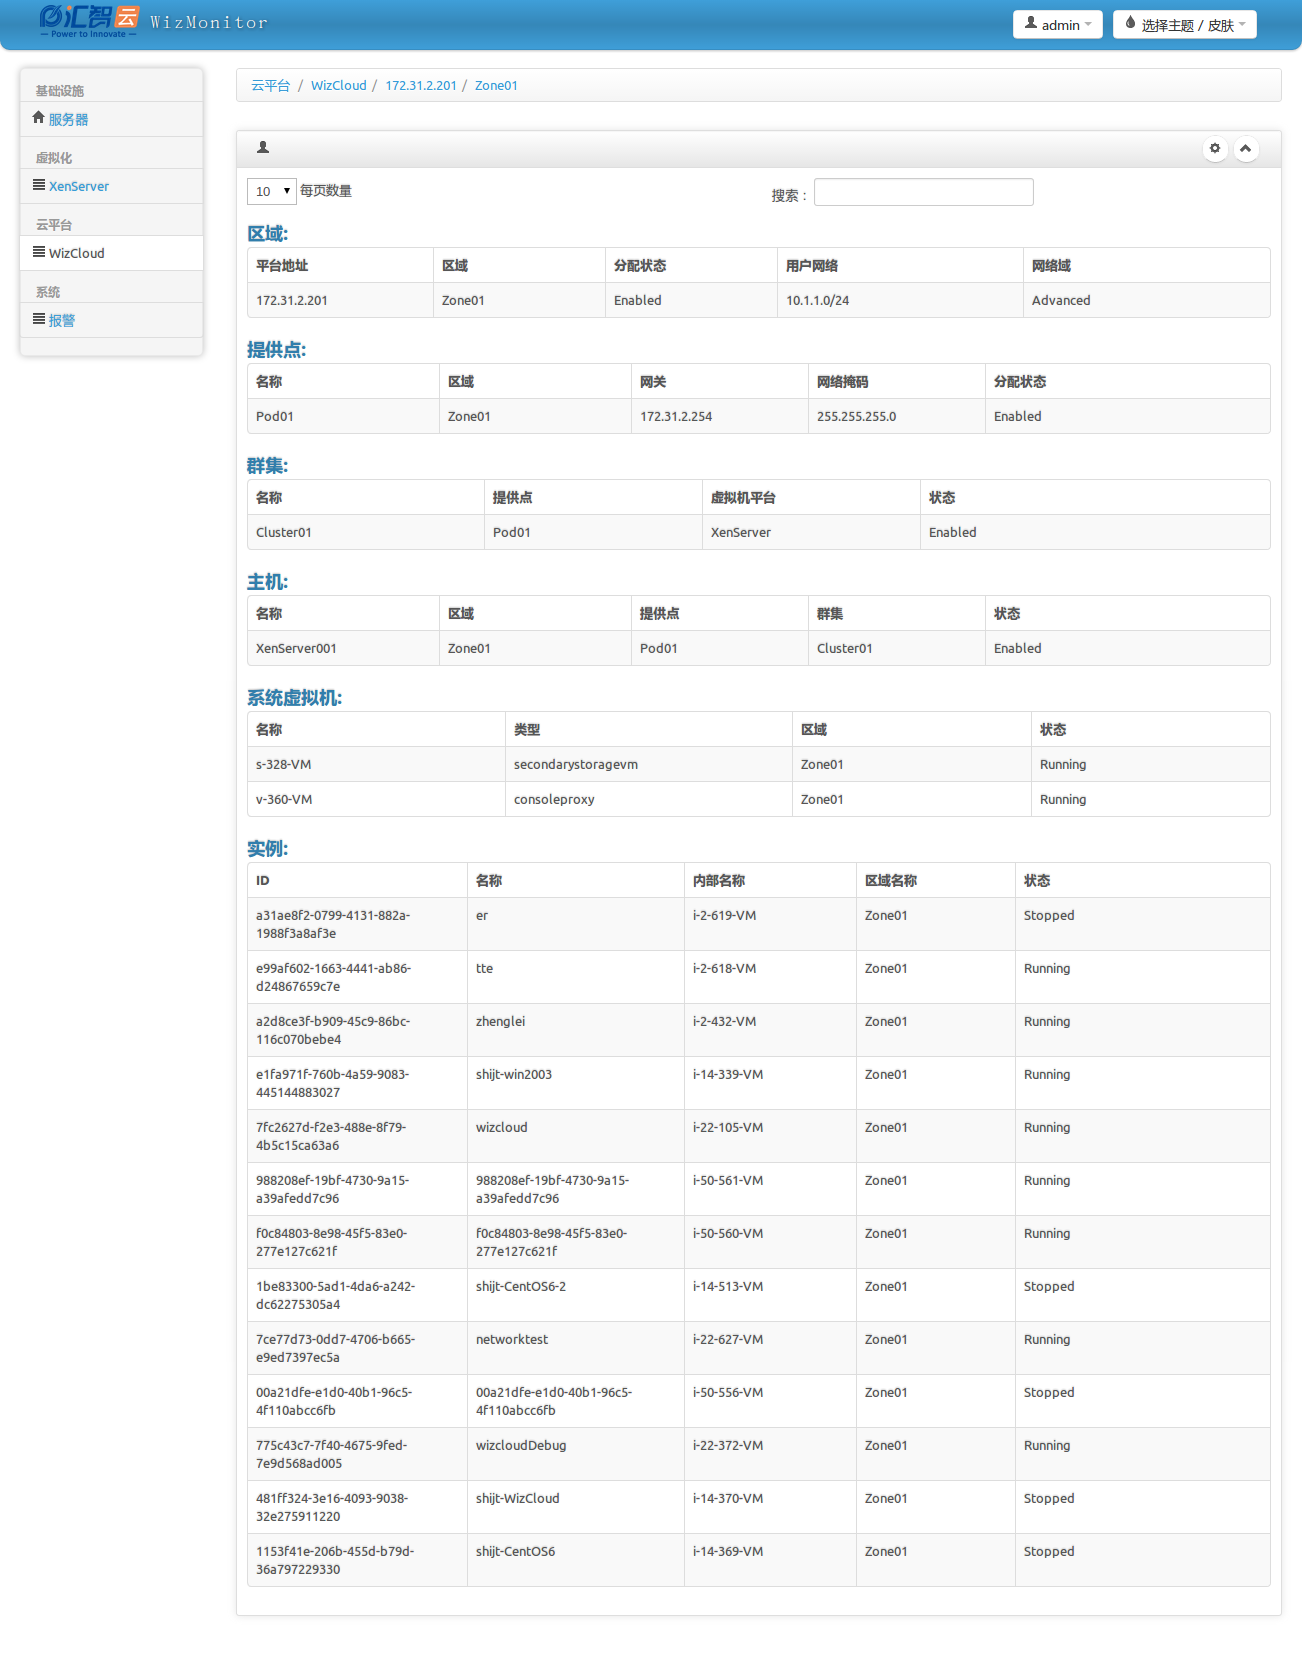 汇智云 WizMonitor
— Power to Innovate —
admin
选择主题 / 皮肤
基础设施
服务器
虚拟化
XenServer
云平台
WizCloud
系统
报警
云平台 / WizCloud / 172.31.2.201 / Zone01
10 每页数量
搜索：
区域:
平台地址 区域 分配状态 用户网络 网络域
172.31.2.201 Zone01 Enabled 10.1.1.0/24 Advanced
提供点:
名称 区域 网关 网络掩码 分配状态
Pod01 Zone01 172.31.2.254 255.255.255.0 Enabled
群集:
名称 提供点 虚拟机平台 状态
Cluster01 Pod01 XenServer Enabled
主机:
名称 区域 提供点 群集 状态
XenServer001 Zone01 Pod01 Cluster01 Enabled
系统虚拟机:
名称 类型 区域 状态
s-328-VM secondarystoragevm Zone01 Running
v-360-VM consoleproxy Zone01 Running
实例:
ID 名称 内部名称 区域名称 状态
a31ae8f2-0799-4131-882a- er i-2-619-VM Zone01 Stopped
1988f3a8af3e
e99af602-1663-4441-ab86- tte i-2-618-VM Zone01 Running
d24867659c7e
a2d8ce3f-b909-45c9-86bc- zhenglei i-2-432-VM Zone01 Running
116c070bebe4
e1fa971f-760b-4a59-9083- shijt-win2003 i-14-339-VM Zone01 Running
445144883027
7fc2627d-f2e3-488e-8f79- wizcloud i-22-105-VM Zone01 Running
4b5c15ca63a6
988208ef-19bf-4730-9a15- 988208ef-19bf-4730-9a15- i-50-561-VM Zone01 Running
a39afedd7c96 a39afedd7c96
f0c84803-8e98-45f5-83e0- f0c84803-8e98-45f5-83e0- i-50-560-VM Zone01 Running
277e127c621f 277e127c621f
1be83300-5ad1-4da6-a242- shijt-CentOS6-2 i-14-513-VM Zone01 Stopped
dc62275305a4
7ce77d73-0dd7-4706-b665- networktest i-22-627-VM Zone01 Running
e9ed7397ec5a
00a21dfe-e1d0-40b1-96c5- 00a21dfe-e1d0-40b1-96c5- i-50-556-VM Zone01 Stopped
4f110abcc6fb 4f110abcc6fb
775c43c7-7f40-4675-9fed- wizcloudDebug i-22-372-VM Zone01 Running
7e9d568ad005
481ff324-3e16-4093-9038- shijt-WizCloud i-14-370-VM Zone01 Stopped
32e275911220
1153f41e-206b-455d-b79d- shijt-CentOS6 i-14-369-VM Zone01 Stopped
36a797229330